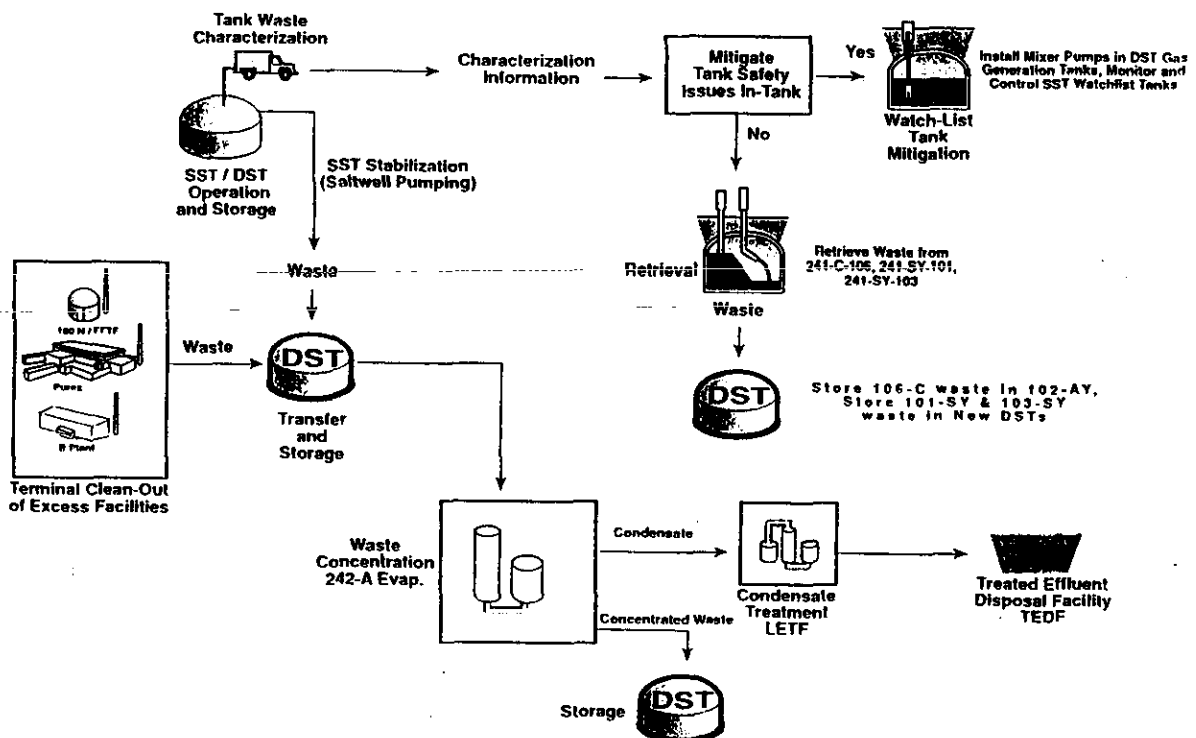 Tank Waste
Characterization
Characterization
Information
Mitigate
Tank Safety
Issues In-Tank
Yes
Install Mixer Pumps in DST Gas
Generation Tanks, Monitor and
Control SST Watchlist Tanks
Watch-List
Tank
Mitigation
No
SST / DST
Operation
and Storage
SST Stabilization
(Saltwell Pumping)
Waste
Retrieval
Retrieve Waste from
241-C-106, 241-SY-101,
241-SY-103
Waste
100 N / FFTF
Purex
B Plant
Terminal Clean-Out
of Excess Facilities
Waste
DST
Transfer
and
Storage
DST
Store 106-C waste in 102-AY,
Store 101-SY & 103-SY
waste in New DSTs
Waste
Concentration
242-A Evap.
Condensate
Condensate
Treatment
LETF
Treated Effluent
Disposal Facility
TEDF
Concentrated Waste
Storage
DST